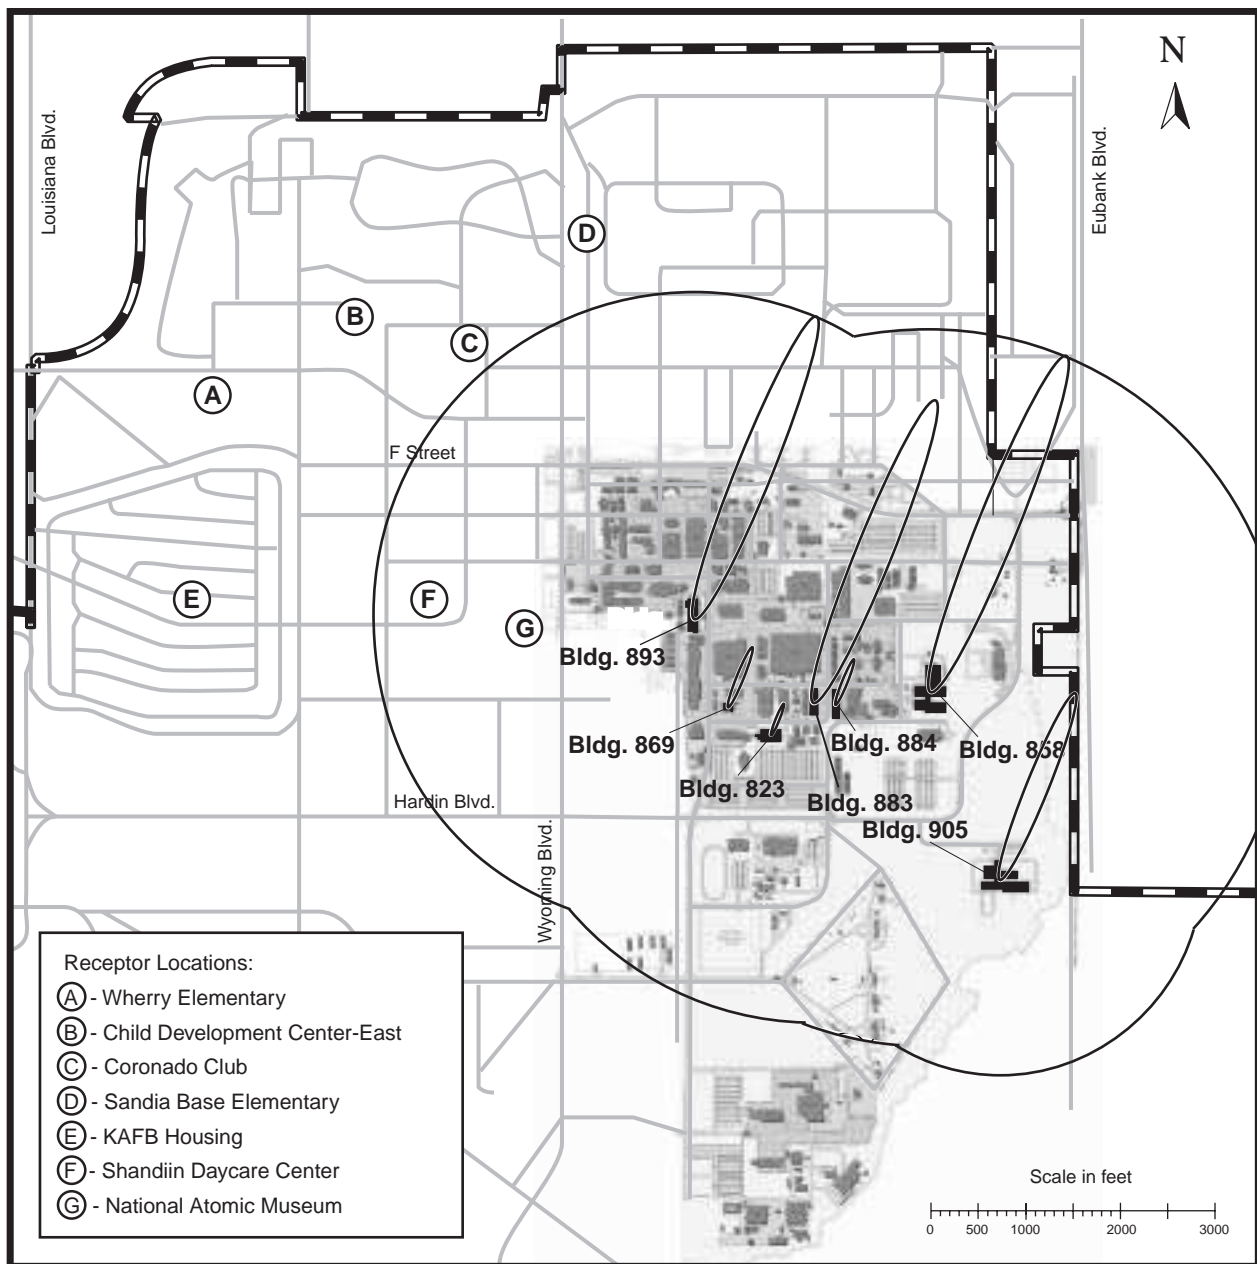 N
Louisiana Blvd.
Eubank Blvd.
D
B
C
A
F Street
E
F
G
Bldg. 893
Bldg. 869
Bldg. 884
Bldg. 858
Bldg. 823
Bldg. 883
Hardin Blvd.
Bldg. 905
Wyoming Blvd.
Receptor Locations:
A - Wherry Elementary
B - Child Development Center-East
C - Coronado Club
D - Sandia Base Elementary
E - KAFB Housing
F - Shandiin Daycare Center
G - National Atomic Museum
Scale in feet
0 500 1000 2000 3000